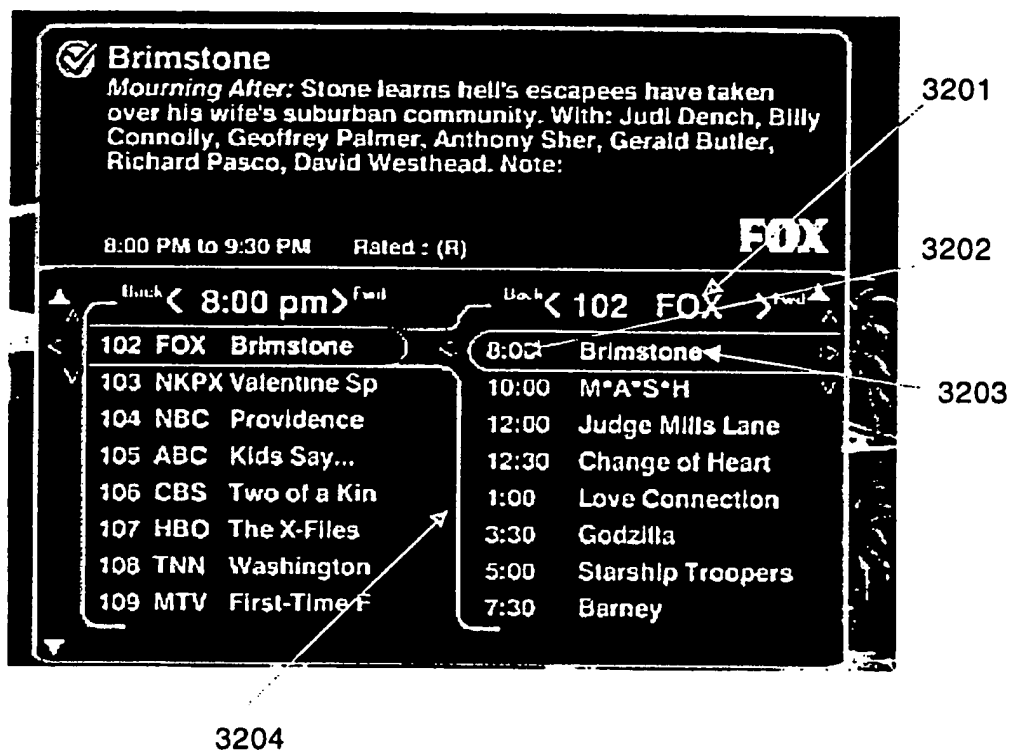 Brimstone
Mourning After: Stone learns hell's escapees have taken
over his wife's suburban community. With: Judi Dench, Billy
Connolly, Geoffrey Palmer, Anthony Sher, Gerald Butler,
Richard Pasco, David Westhead. Note:
8:00 PM to 9:30 PM Rated : (R)
FOX
Back < 8:00 pm > Fwd
102 FOX Brimstone
103 NKPX Valentine Sp
104 NBC Providence
105 ABC Kids Say...
106 CBS Two of a Kin
107 HBO The X-Files
108 TNN Washington
109 MTV First-Time F
Back < 102 FOX > Fwd
8:00 Brimstone
10:00 M*A*S*H
12:00 Judge Mills Lane
12:30 Change of Heart
1:00 Love Connection
3:30 Godzilla
5:00 Starship Troopers
7:30 Barney
3201
3202
3203
3204